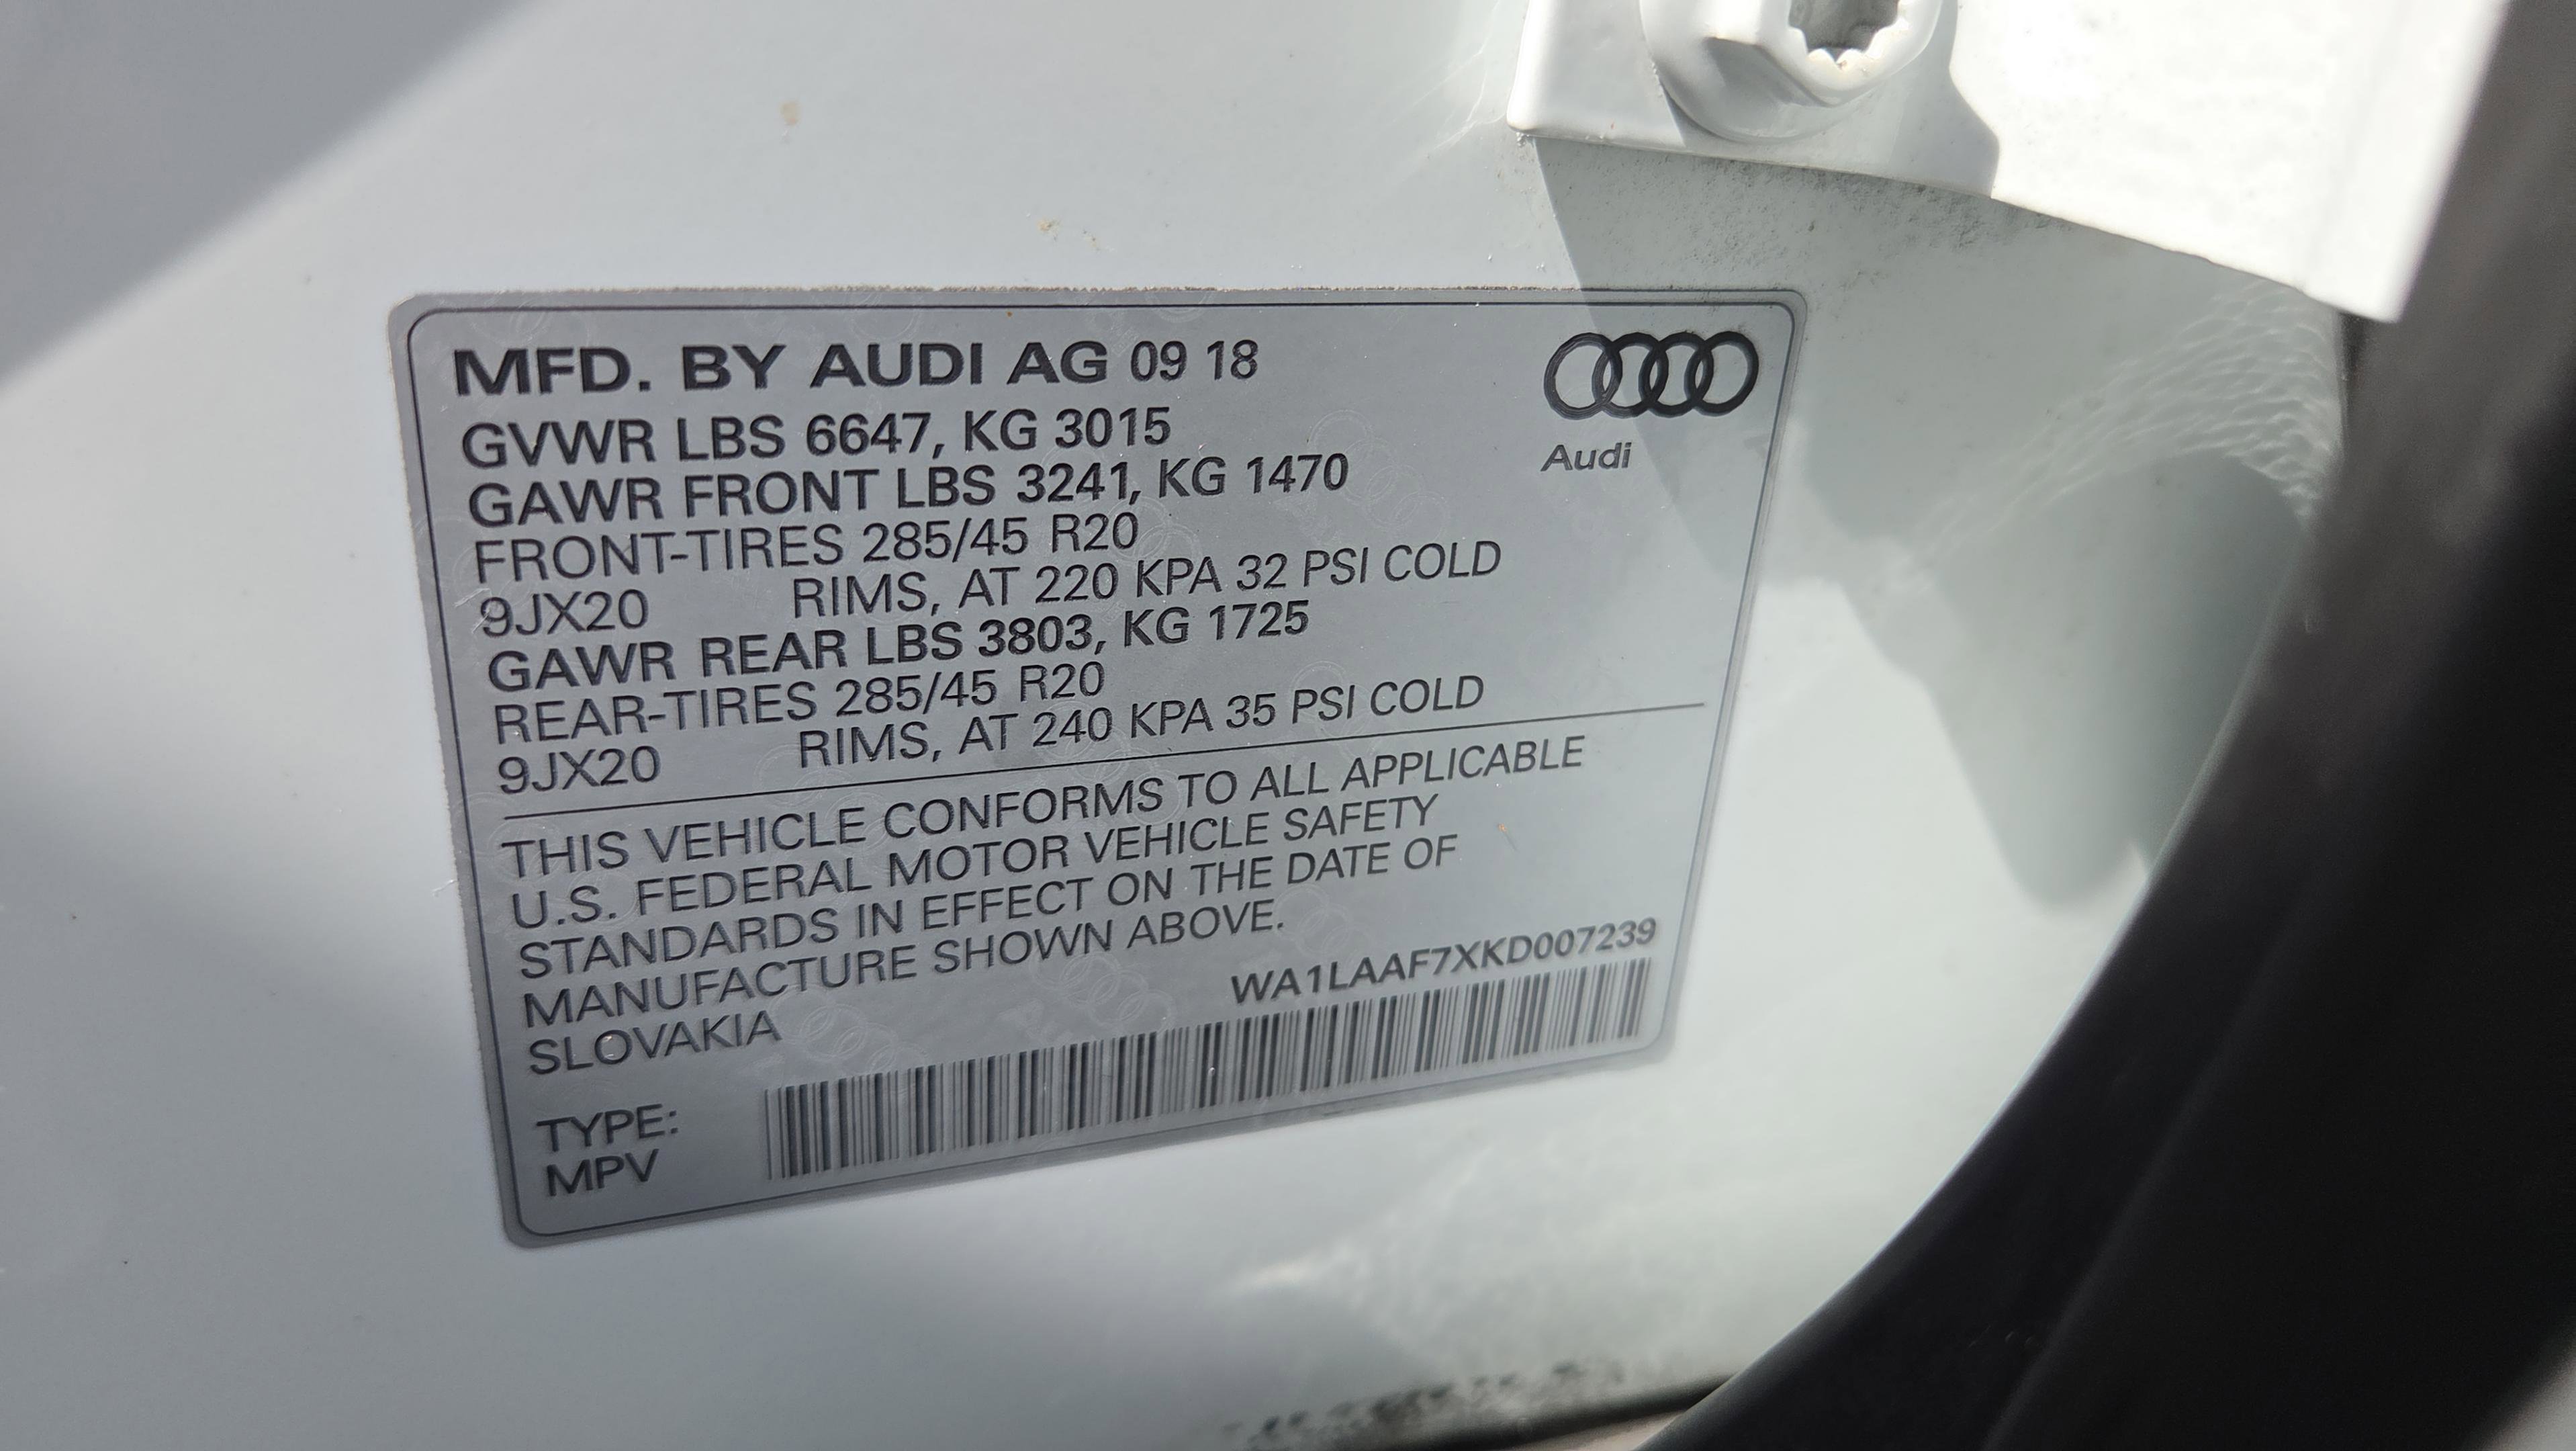 MFD. BY AUDI AG 09 18
GVWR LBS 6647, KG 3015
GAWR FRONT LBS 3241, KG 1470
FRONT-TIRES 285/45 R20
9JX20 RIMS, AT 220 KPA 32 PSI COLD
GAWR REAR LBS 3803, KG 1725
REAR-TIRES 285/45 R20
9JX20 RIMS, AT 240 KPA 35 PSI COLD
Audi
THIS VEHICLE CONFORMS TO ALL APPLICABLE
U.S. FEDERAL MOTOR VEHICLE SAFETY
STANDARDS IN EFFECT ON THE DATE OF
MANUFACTURE SHOWN ABOVE.
SLOVAKIA
WA1LAAF7XKD007239
TYPE:
MPV